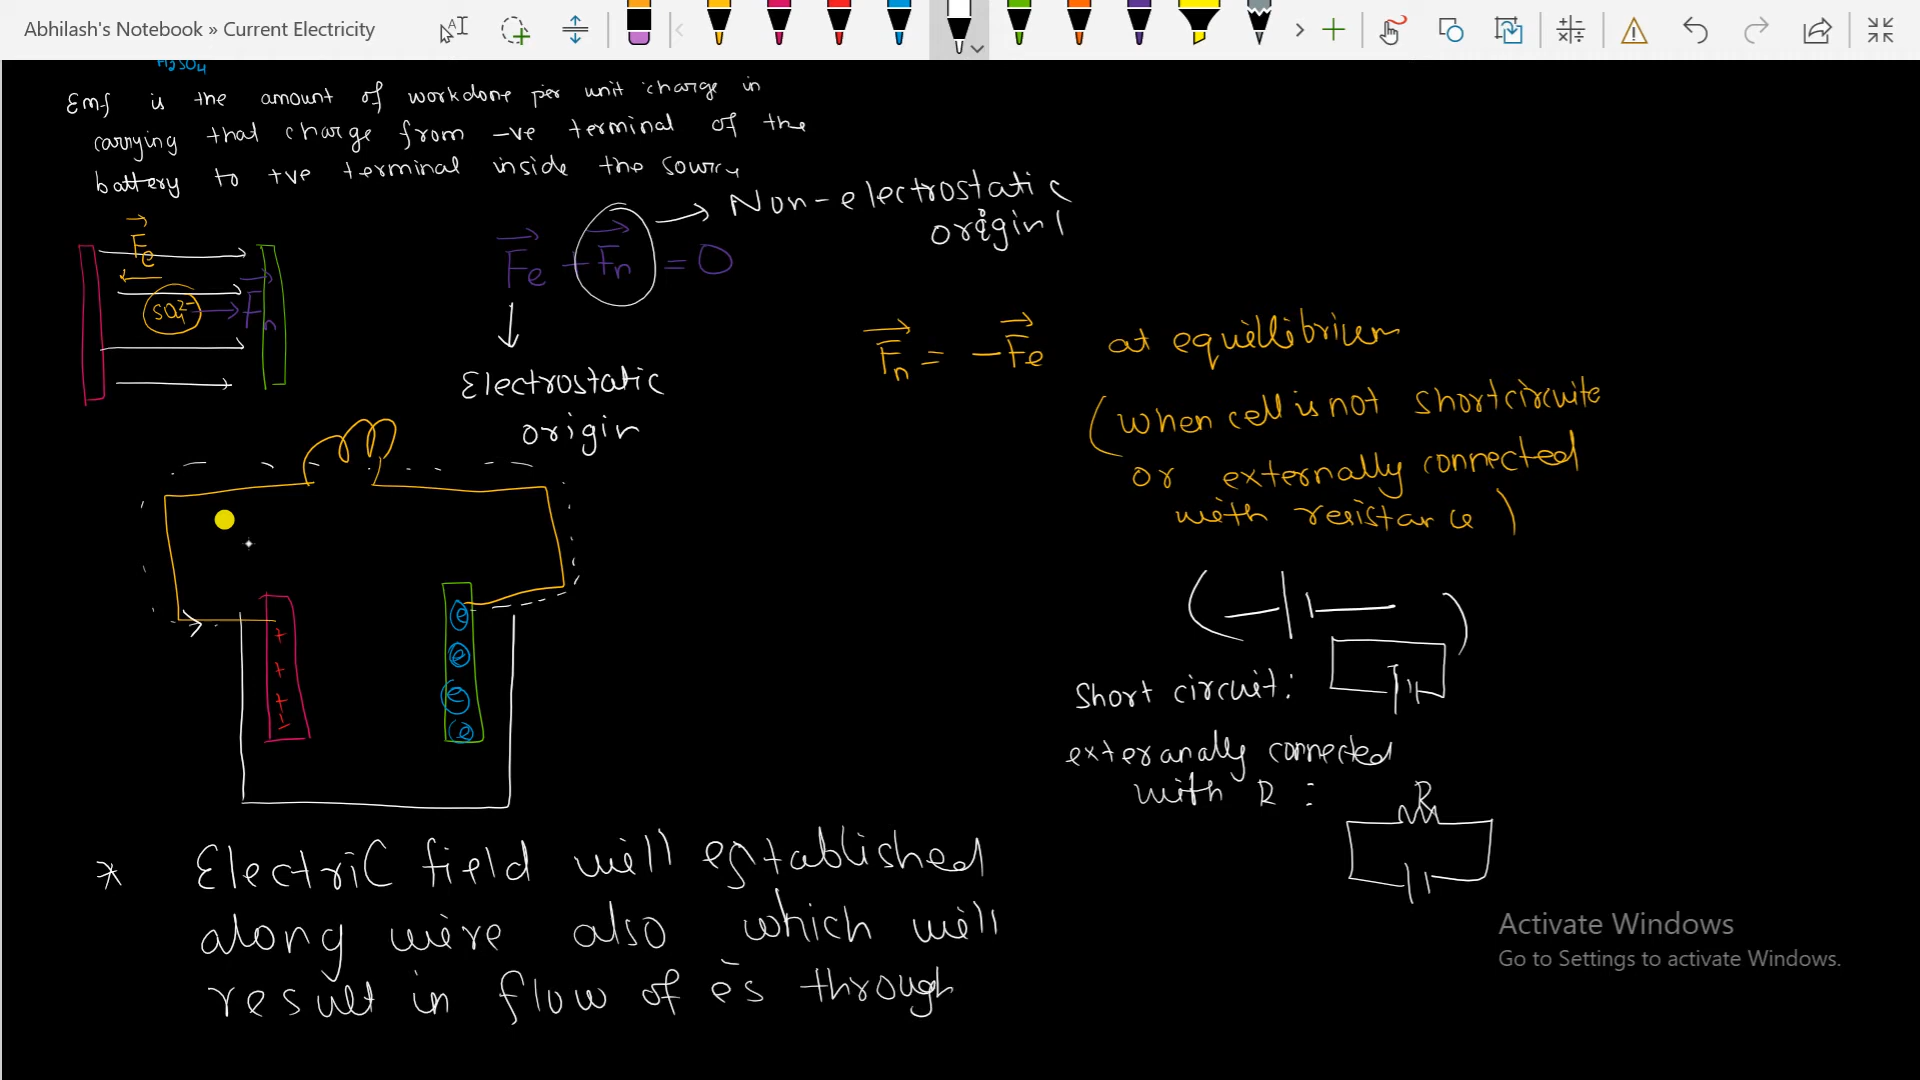 Abhilash's Notebook » Current Electricity
H2SO4
Emf is the amount of workdone per unit charge in
carrying that charge from -ve terminal of the
battery to +ve terminal inside the source
Fe
SO4 2-
Fn
Fe + Fn = 0
Non-electrostatic
origin
Electrostatic
origin
Fn = -Fe at equillibrium
(when cell is not shortcircuite
or externally connected
with resistance)
+
+
+
+
e
e
e
e
Short circuit:
exteranally connected
with R :
R
* Electric field will established
along wire also which will
result in flow of e-s through
Activate Windows
Go to Settings to activate Windows.